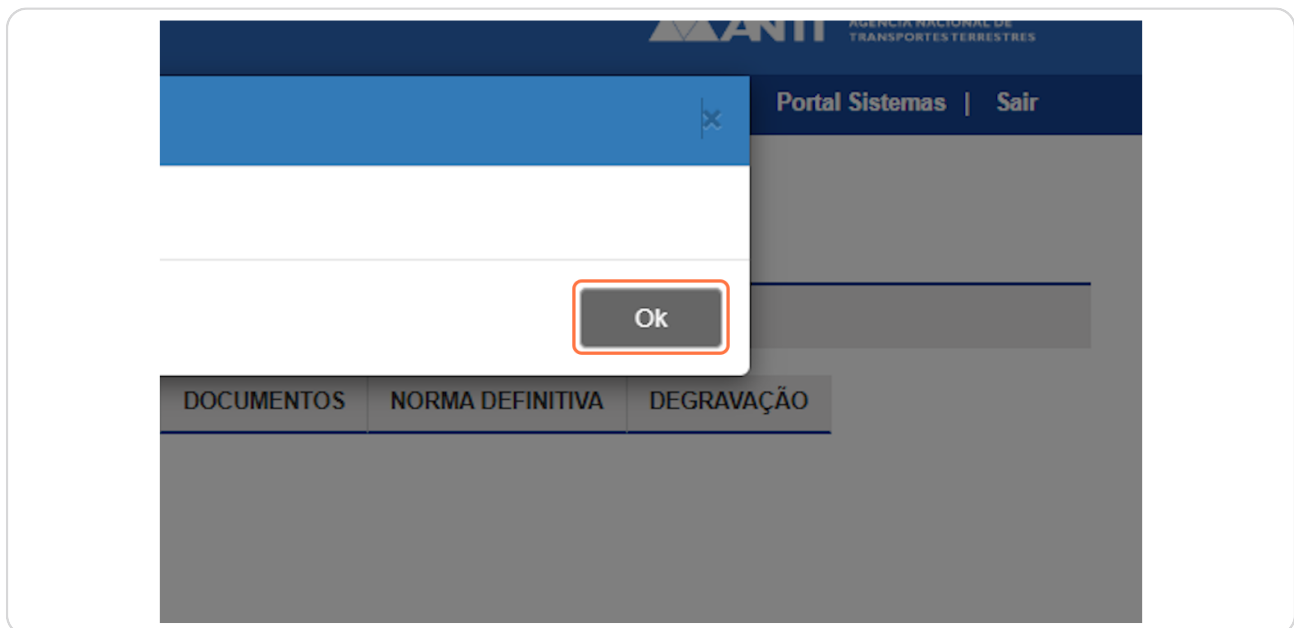 ANTT
AGÊNCIA NACIONAL DE
TRANSPORTES TERRESTRES
Portal Sistemas | Sair
×
Ok
DOCUMENTOS NORMA DEFINITIVA DEGRAVAÇÃO